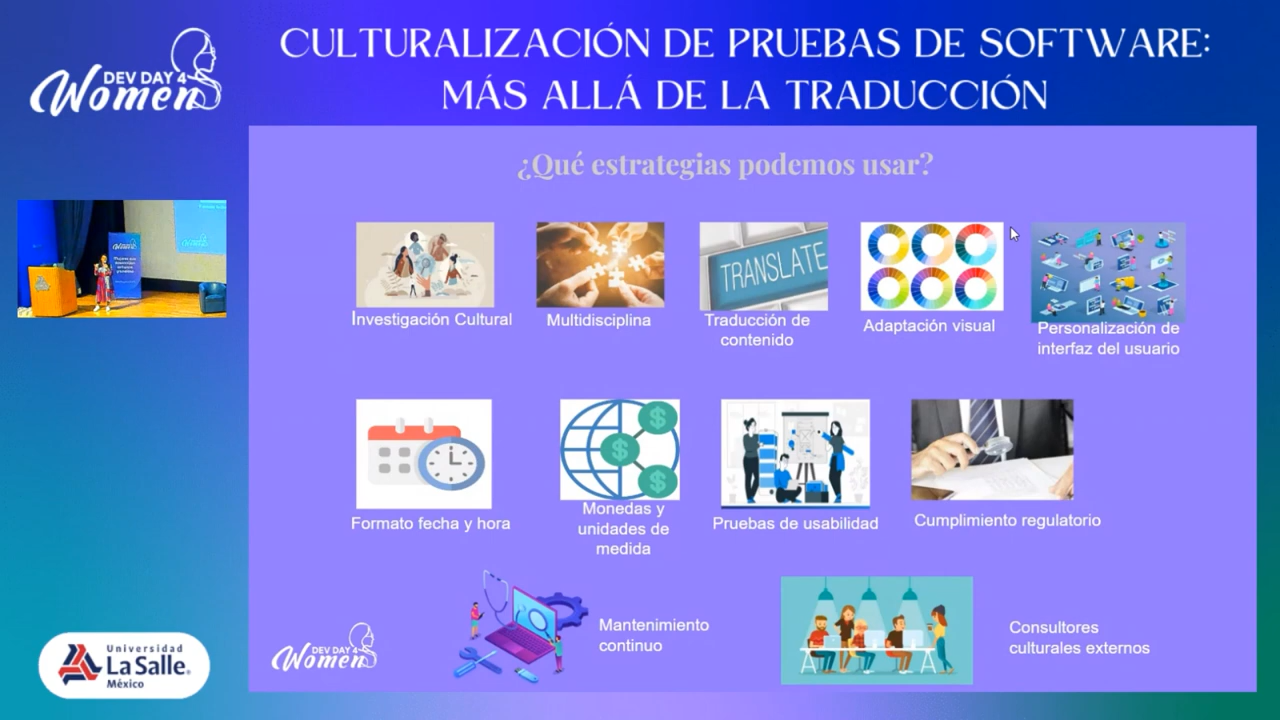 DEV DAY 4
Women
CULTURALIZACIÓN DE PRUEBAS DE SOFTWARE:
MÁS ALLÁ DE LA TRADUCCIÓN
¿Qué estrategias podemos usar?
TRANSLATE
Investigación Cultural
Multidisciplina
Traducción de
contenido
Adaptación visual
Personalización de
interfaz del usuario
Formato fecha y hora
Monedas y
unidades de
medida
Pruebas de usabilidad
Cumplimiento regulatorio
Mantenimiento
continuo
Consultores
culturales externos
DEV DAY 4
Women
Universidad
La Salle®
México